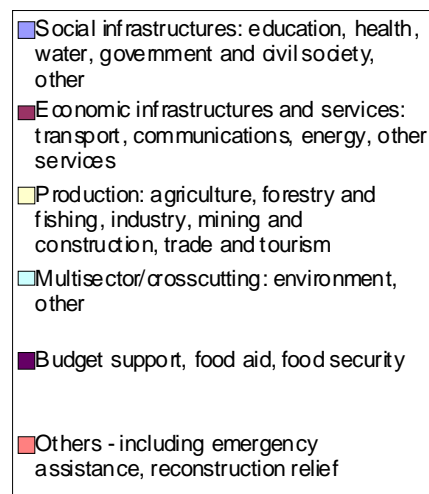 Social infrastructures: education, health,
water, government and civil society,
other
Economic infrastructures and services:
transport, communications, energy, other
services
Production: agriculture, forestry and
fishing, industry, mining and
construction, trade and tourism
Multisector/crosscutting: environment,
other
Budget support, food aid, food security
Others - including emergency
assistance, reconstruction relief